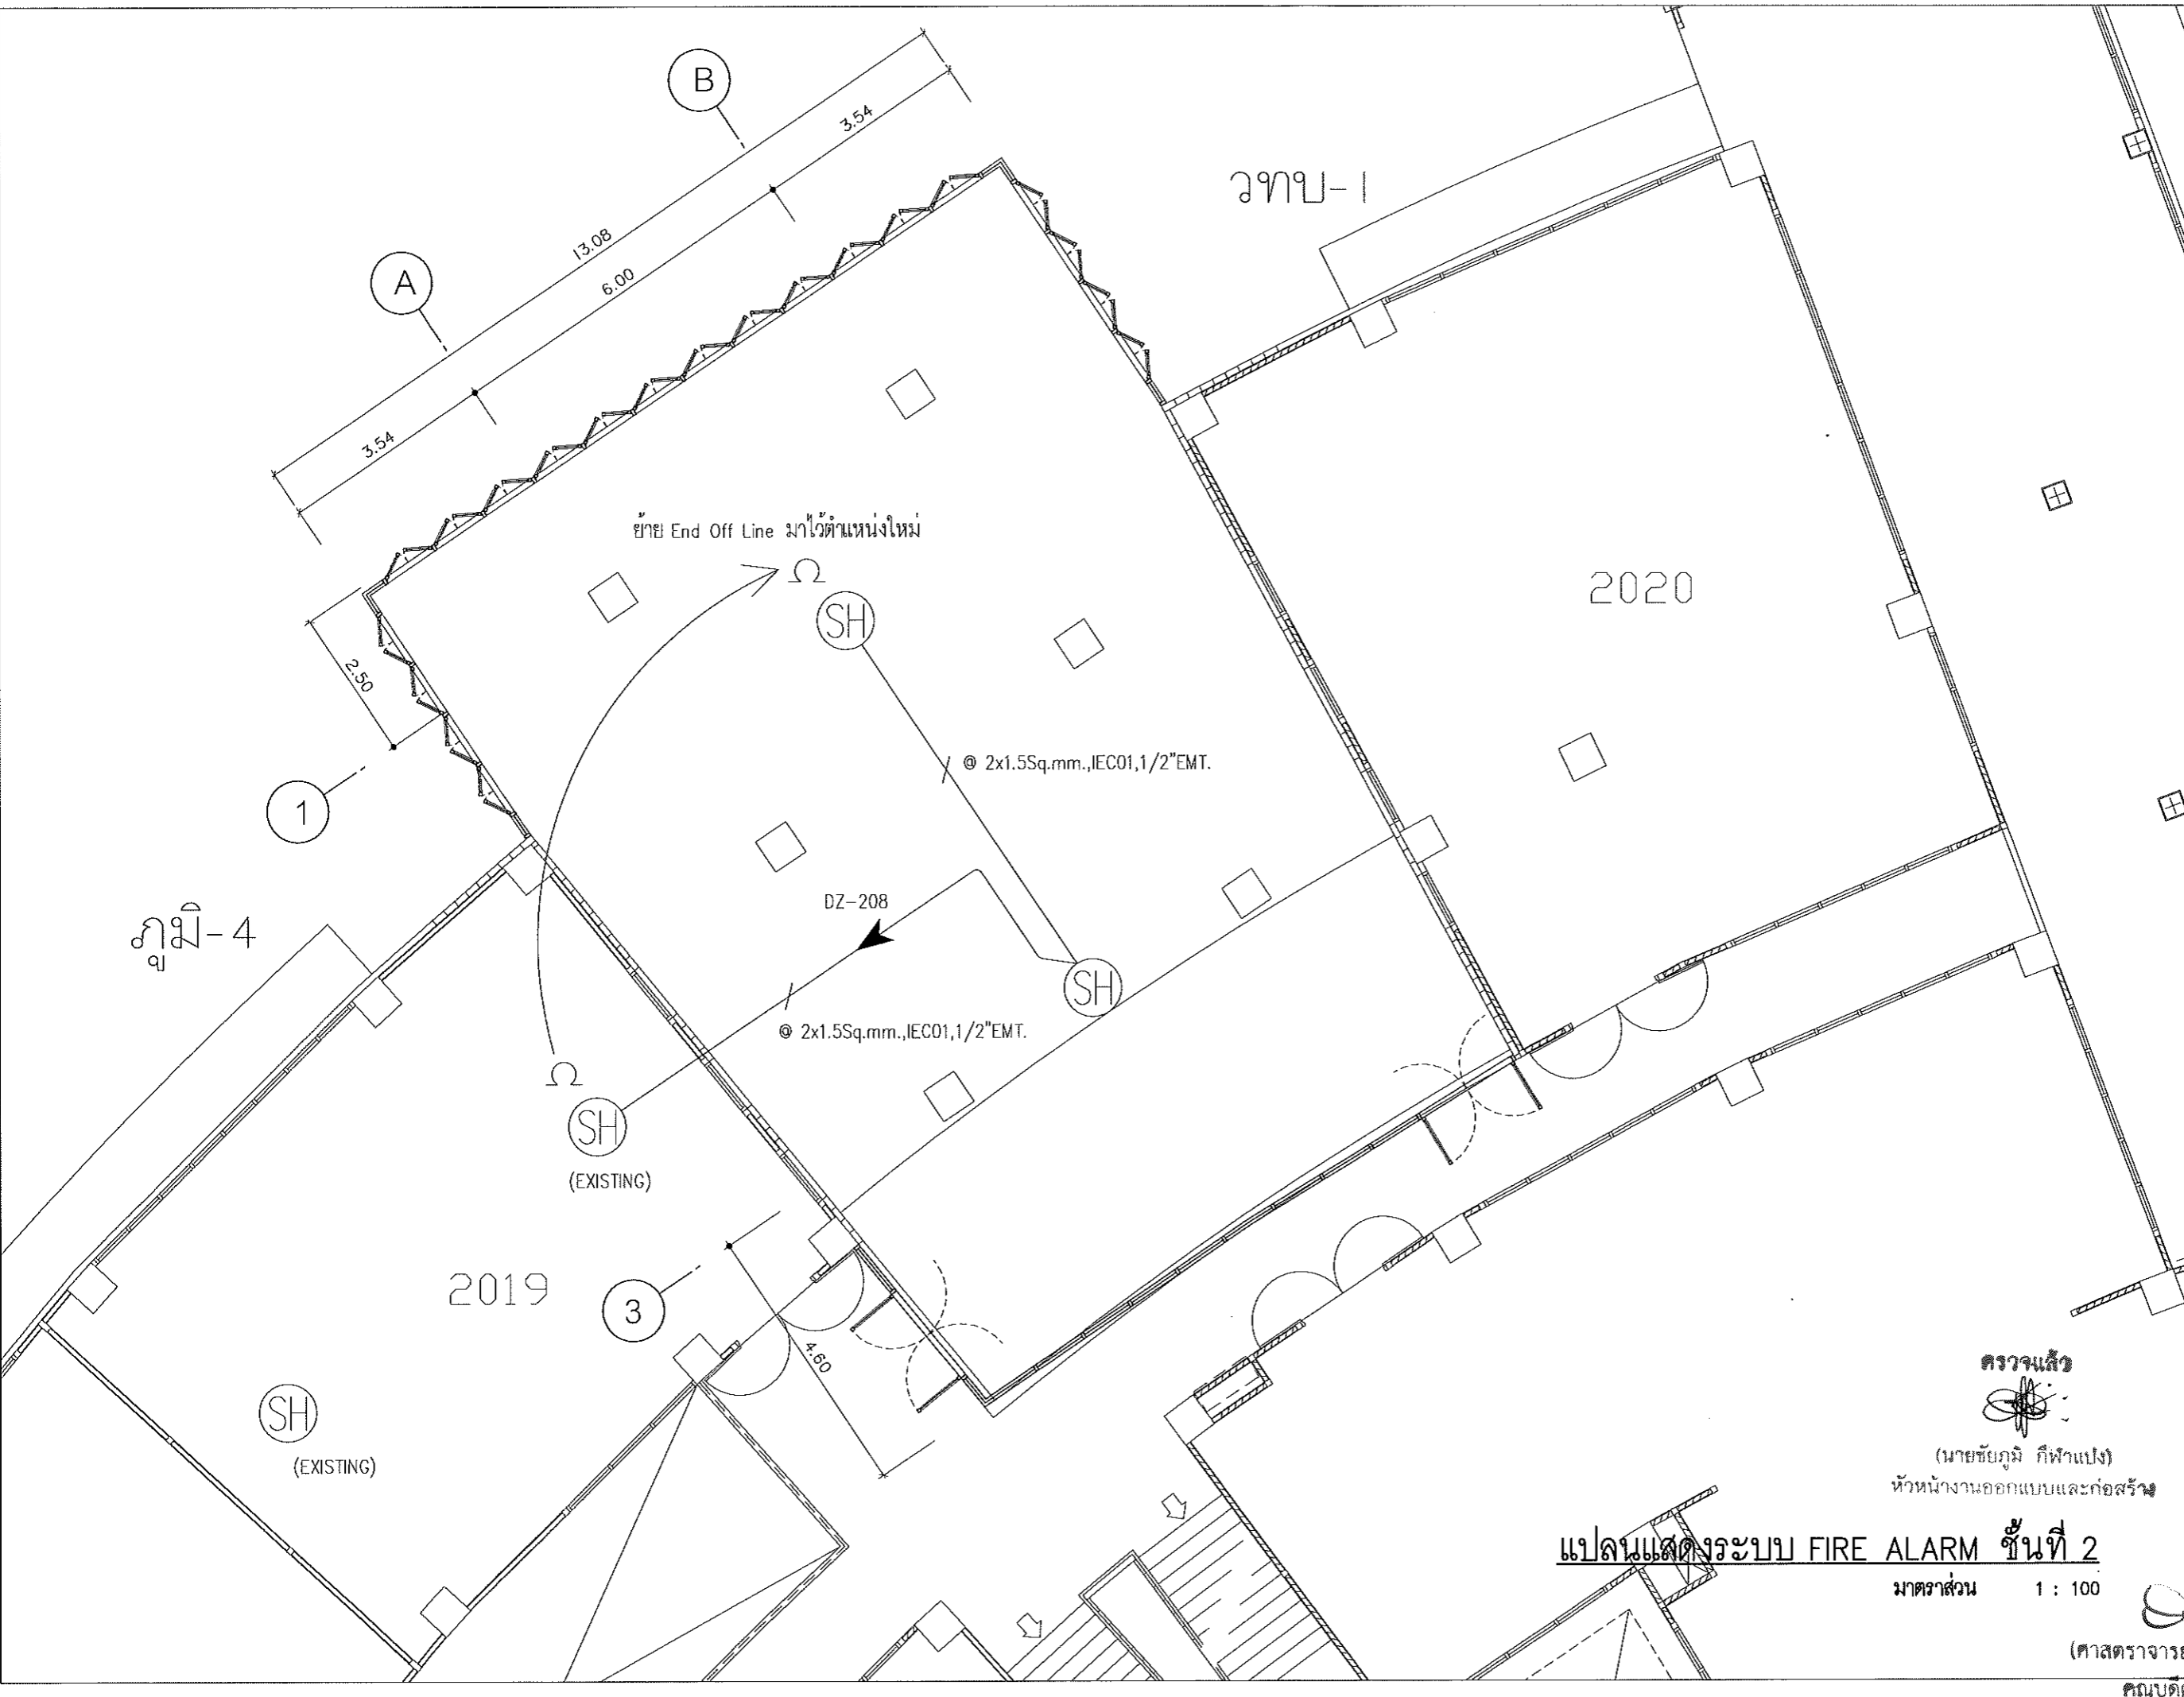 B
3.54
วทบ-1
13.08
A
6.00
3.54
ย้าย End Off Line มาไว้ตำแหน่งใหม่
Ω
SH
2020
2.50
@ 2x1.5Sq.mm.,IEC01,1/2"EMT.
1
DZ-208
ภูมิ-4
SH
@ 2x1.5Sq.mm.,IEC01,1/2"EMT.
Ω
SH
(EXISTING)
2019
3
4.60
SH
(EXISTING)
ตรวจแล้ว
(นายชัยภูมิ กีฬาแปง)
หัวหน้างานออกแบบและก่อสร้าง
แปลนแสดงระบบ FIRE ALARM ชั้นที่ 2
มาตราส่วน 1 : 100